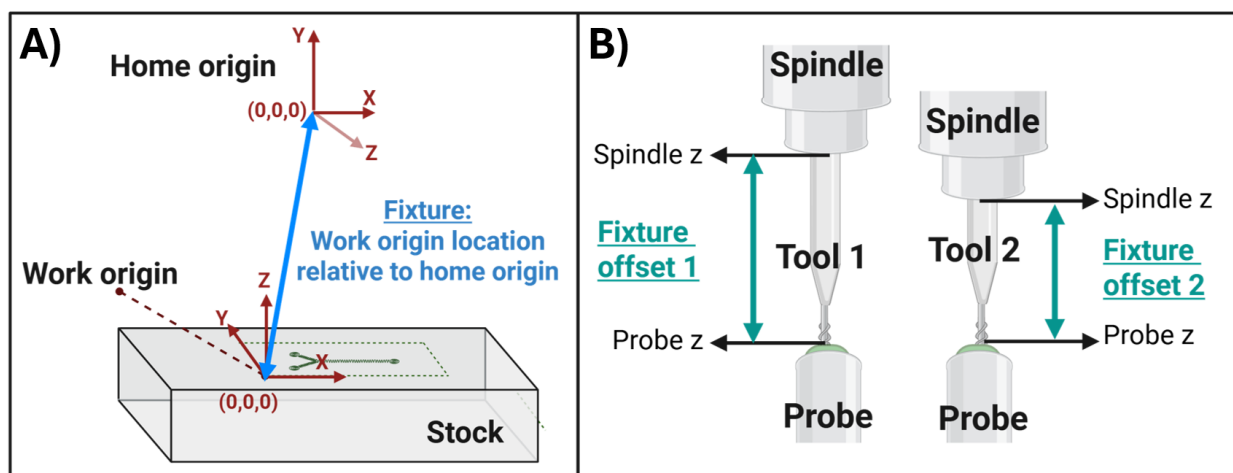 A)
Home origin
Y
(0,0,0)
X
Z
Fixture:
Work origin location
relative to home origin
Work origin
Z
Y
X
(0,0,0)
Stock
B)
Spindle
Spindle z
Fixture
offset 1
Tool 1
Probe z
Probe
Spindle
Spindle z
Tool 2
Fixture
offset 2
Probe z
Probe